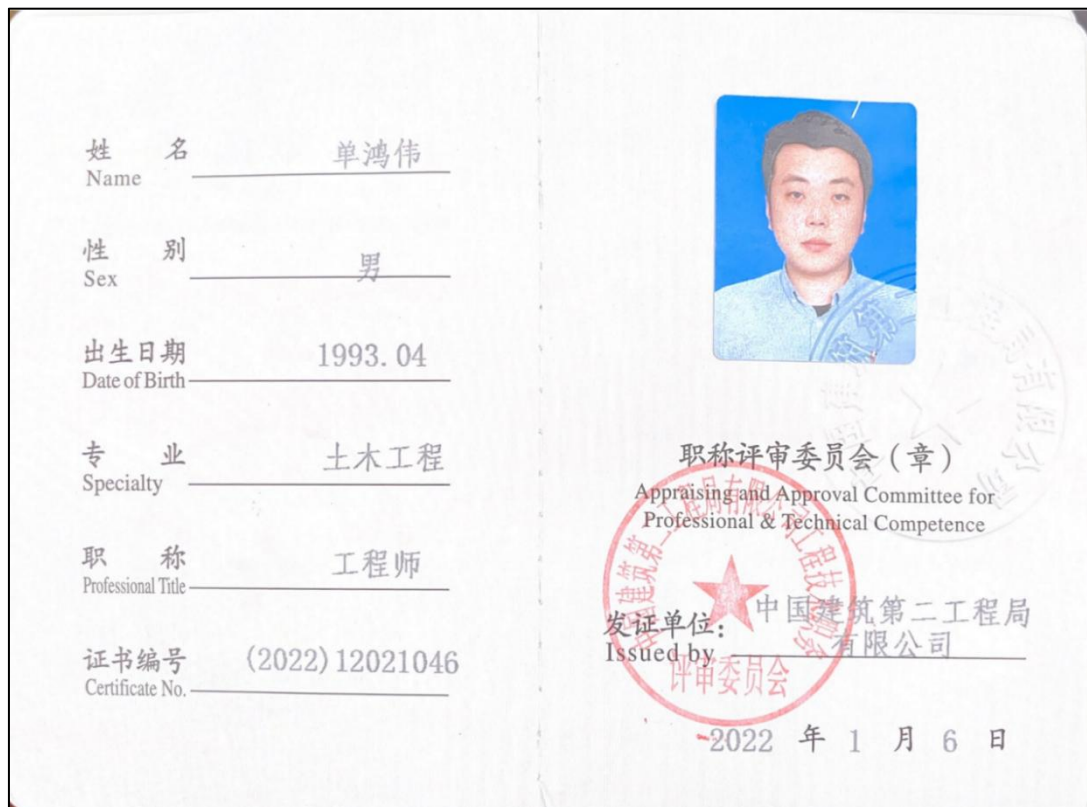 姓 名 单鸿伟
Name
性 别 男
Sex
出生日期 1993.04
Date of Birth
专 业 土木工程
Specialty
职 称 工程师
Professional Title
证书编号 (2022)12021046
Certificate No.
职称评审委员会(章)
Appraising and Approval Committee for
Professional & Technical Competence
发证单位: 中国建筑第二工程局
Issued by 有限公司
2022 年 1 月 6 日
评审委员会